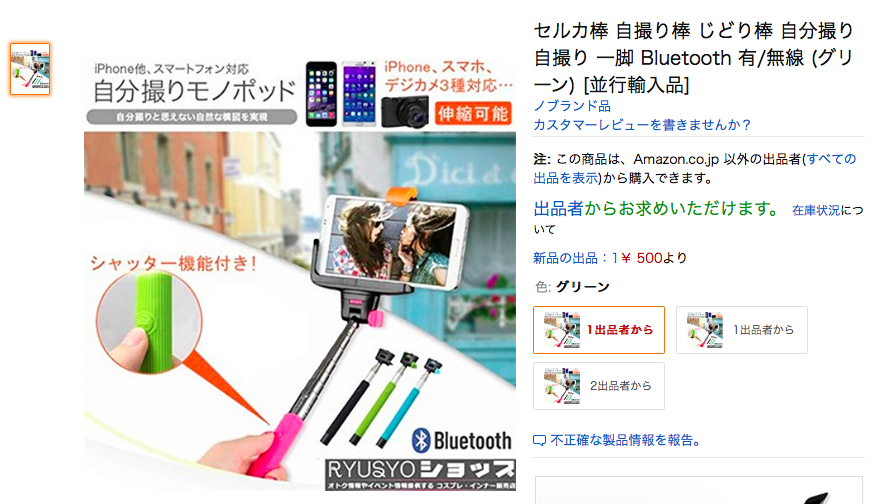 iPhone他、スマートフォン対応
自分撮りモノポッド
自分撮りと思えない自然な構図を実現
iPhone、スマホ、
デジカメ3種対応…
伸縮可能
Dici d
シャッター機能付き!
Bluetooth
RYU&YOショップ
オトク情報やイベント情報提供する コスプレ・インナー販売店
セルカ棒 自撮り棒 じどり棒 自分撮り
自撮り 一脚 Bluetooth 有/無線 (グリ
ーン) [並行輸入品]
ノブランド品
カスタマーレビューを書きませんか?
注: この商品は、Amazon.co.jp 以外の出品者(すべての
出品を表示)から購入できます。
出品者からお求めいただけます。 在庫状況につ
いて
新品の出品：1￥ 500より
色: グリーン
1出品者から
1出品者から
2出品者から
不正確な製品情報を報告。